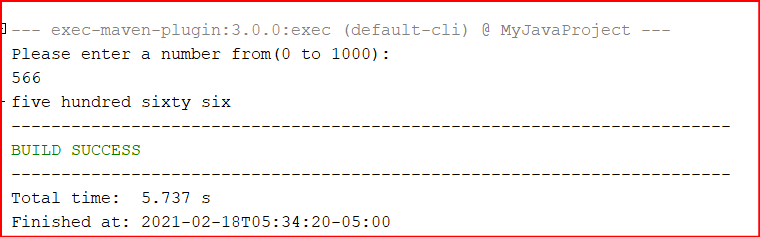 --- exec-maven-plugin:3.0.0:exec (default-cli) @ MyJavaProject ---
Please enter a number from(0 to 1000):
566
five hundred sixty six
------------------------------------------------------------------------
BUILD SUCCESS
------------------------------------------------------------------------
Total time:  5.737 s
Finished at: 2021-02-18T05:34:20-05:00